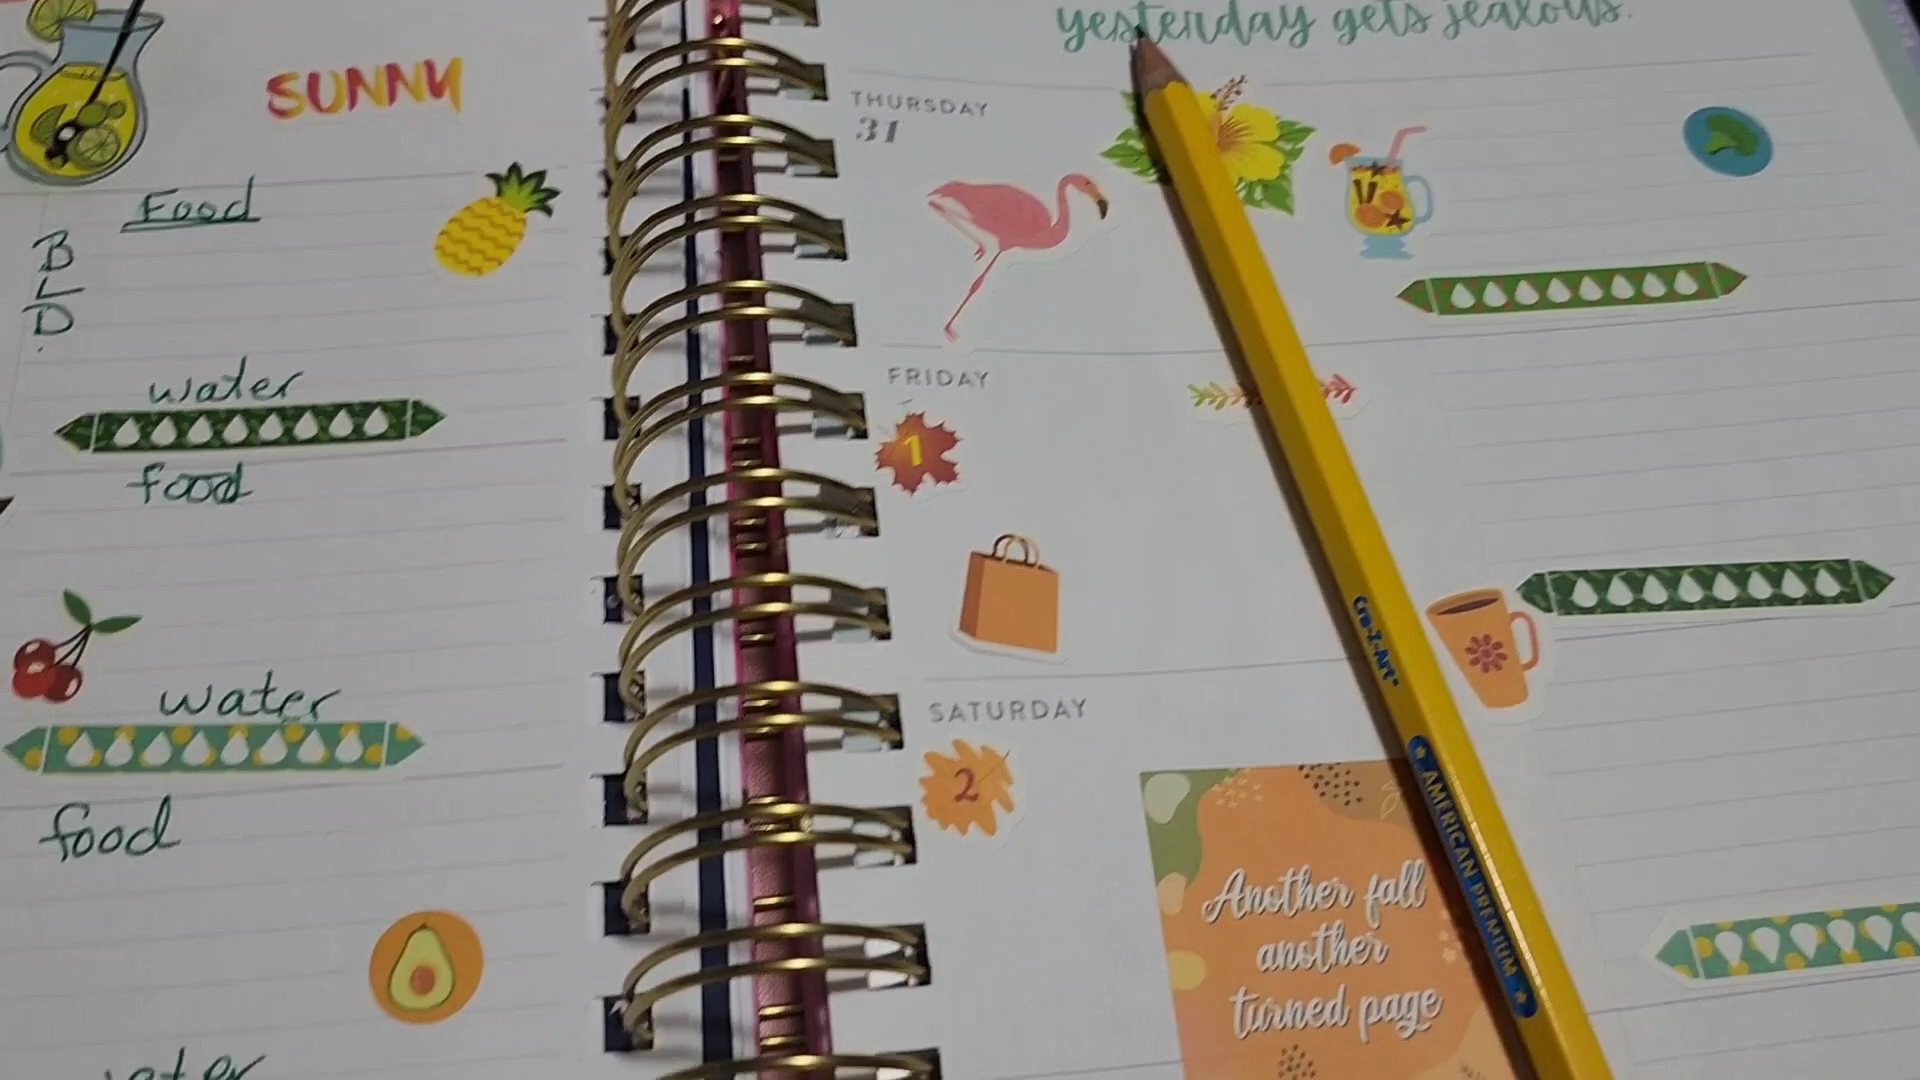 SUNNY
Food
B
L
D
water
food
water
food
water
yesterday gets jealous.
THURSDAY
31
FRIDAY
1
SATURDAY
2
Another fall
another
turned page
Cra-Z-Art
AMERICAN PREMIUM